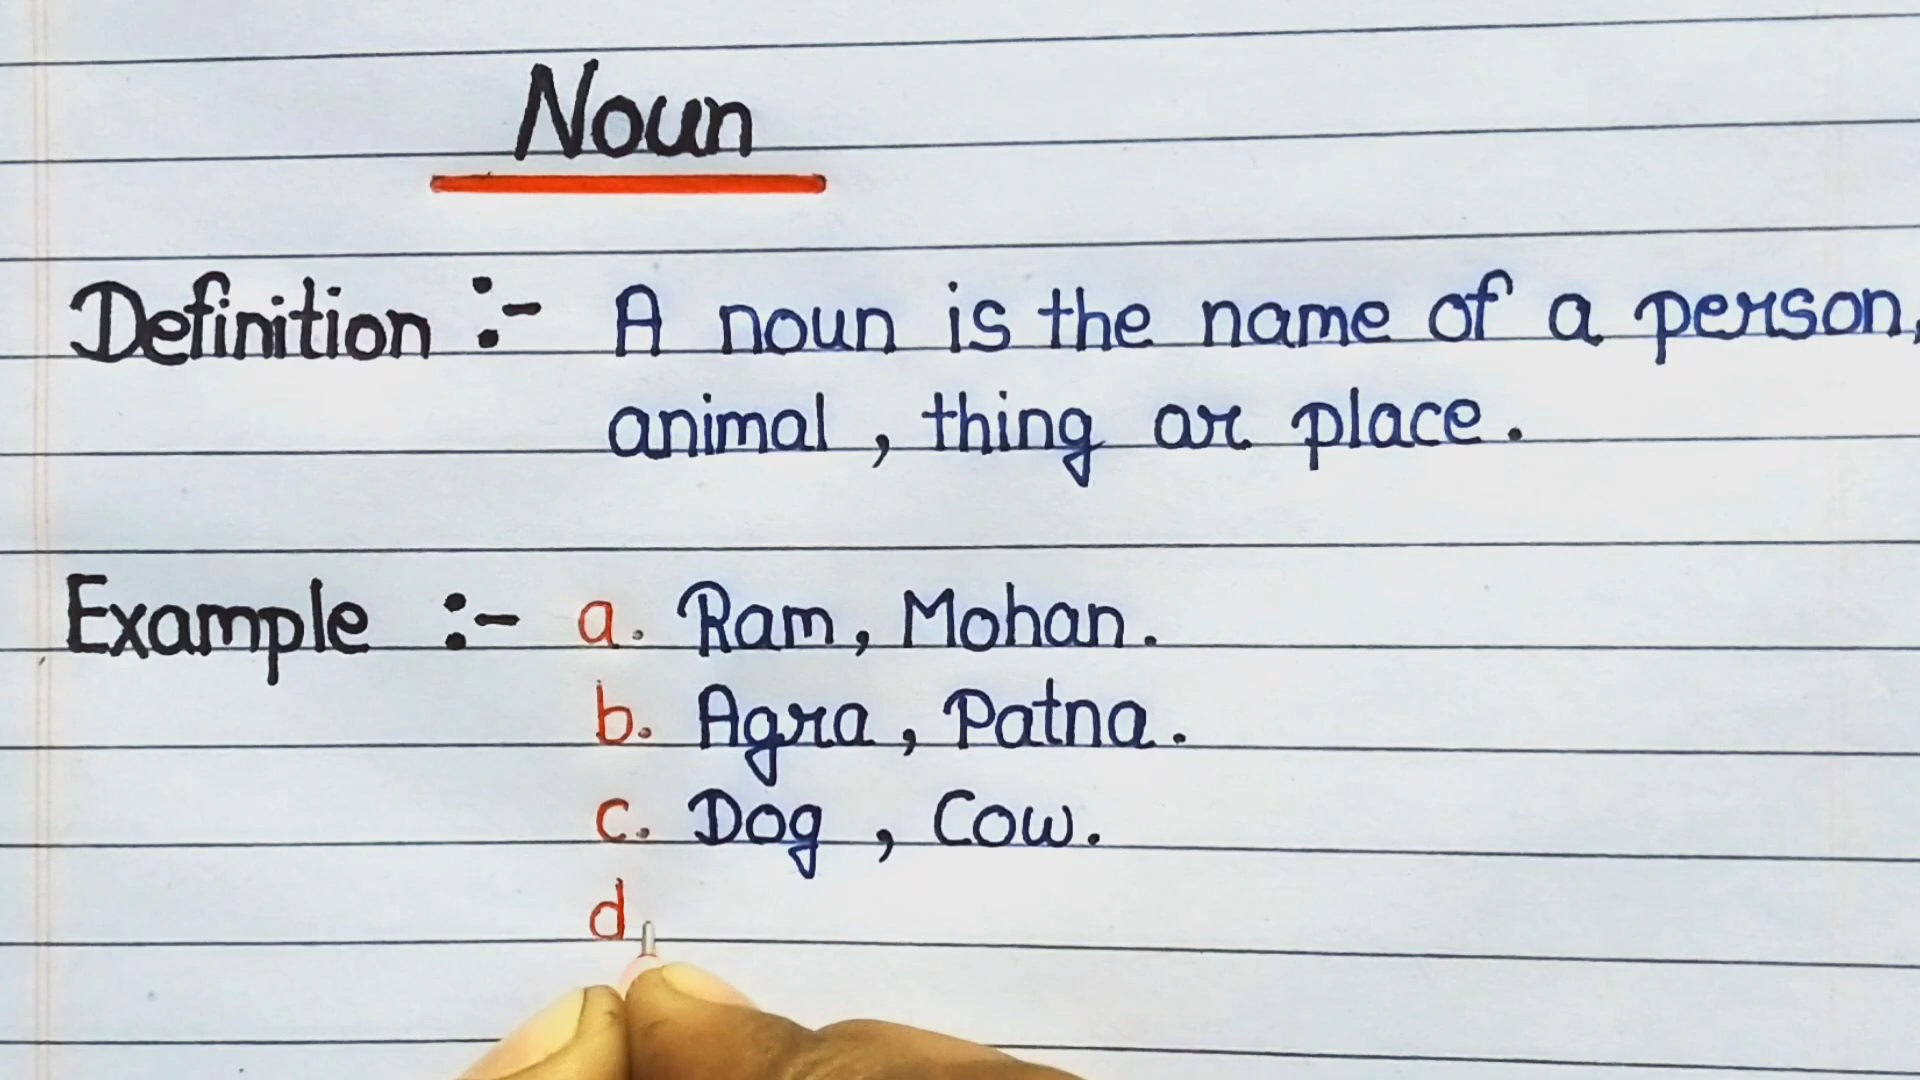 Noun
Definition :- A noun is the name of a person,
animal , thing or place .
Example :- a. Ram, Mohan.
b. Agra, Patna.
c. Dog , Cow.
d.